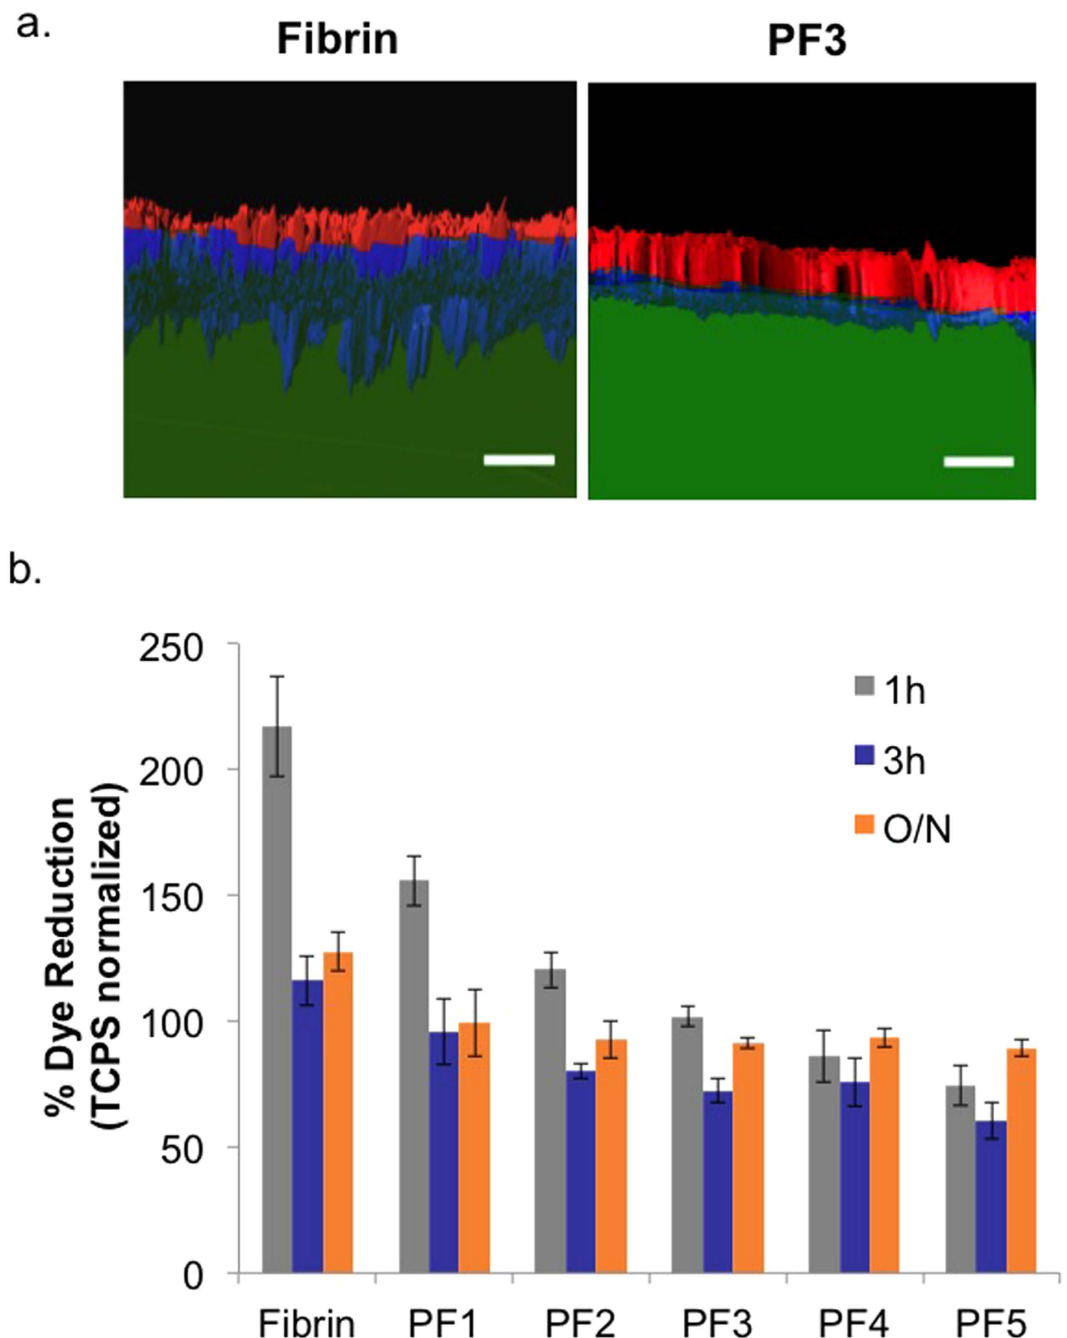 a.
Fibrin PF3
b.
% Dye Reduction
(TCPS normalized)
250
200
150
100
50
0
1h
3h
O/N
Fibrin PF1 PF2 PF3 PF4 PF5